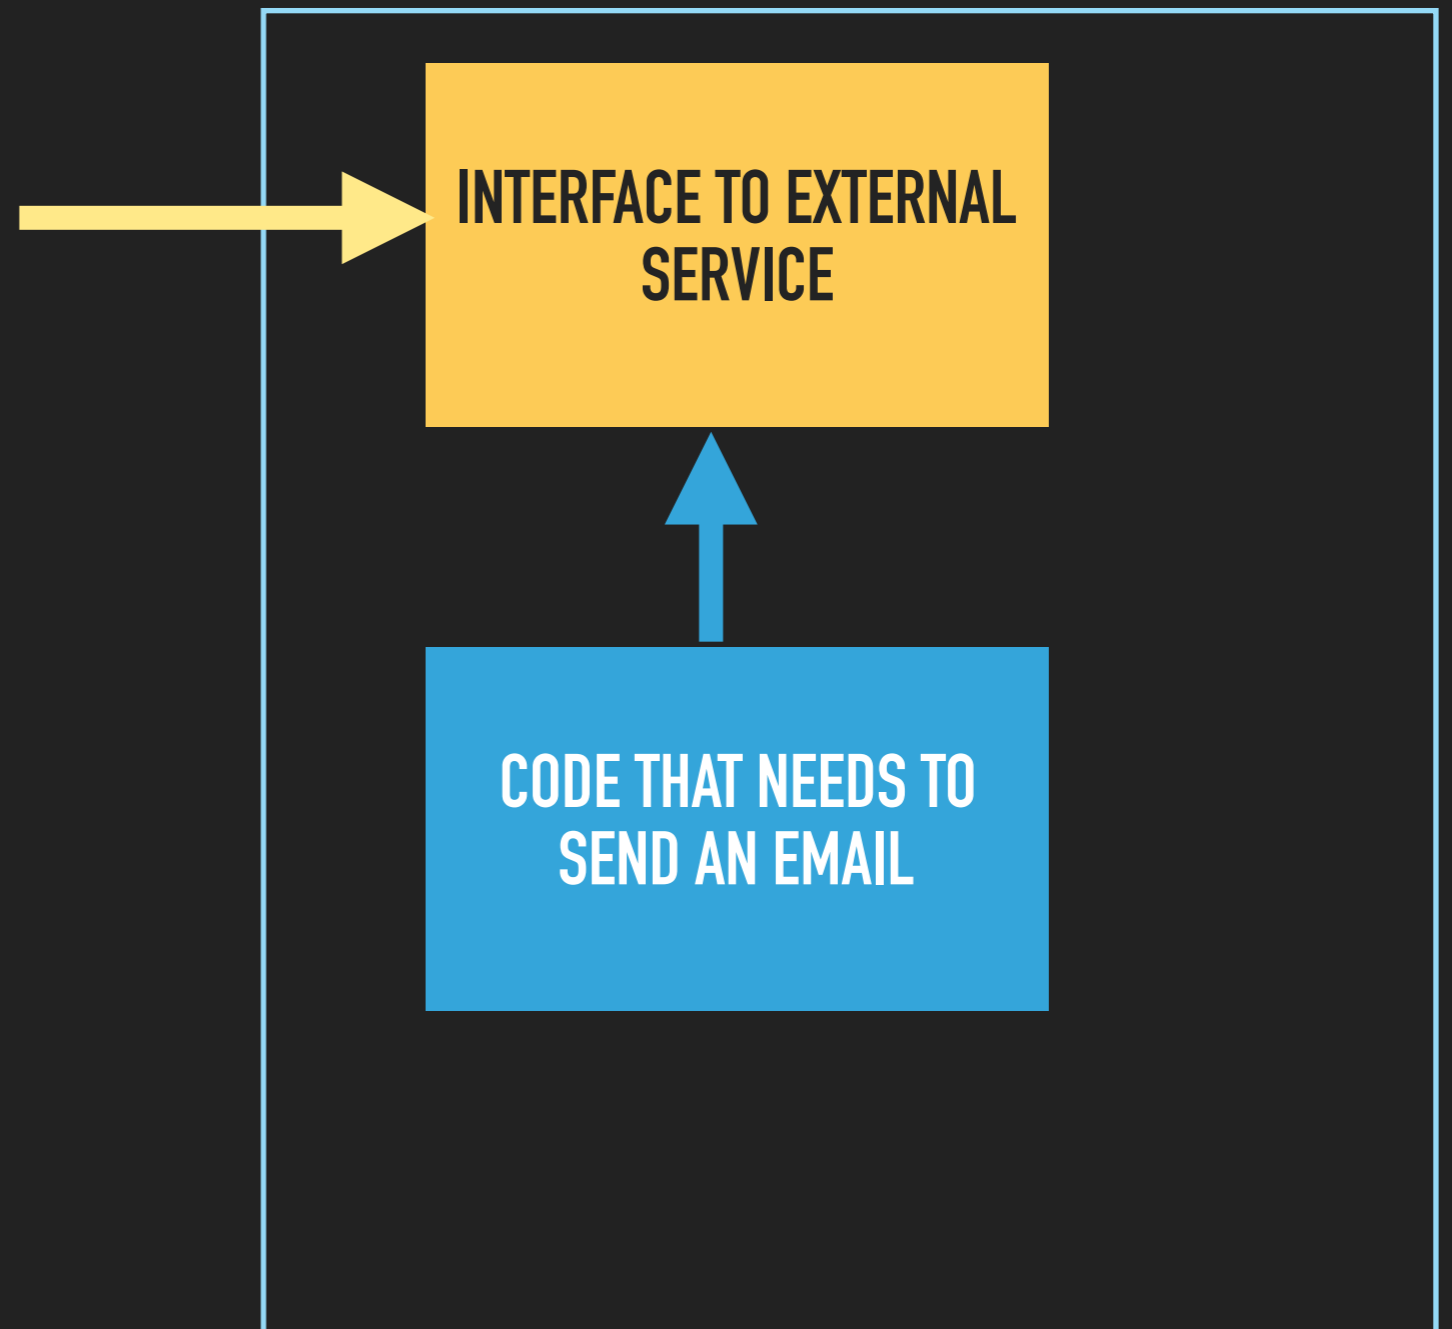 INTERFACE TO EXTERNAL
SERVICE
CODE THAT NEEDS TO
SEND AN EMAIL